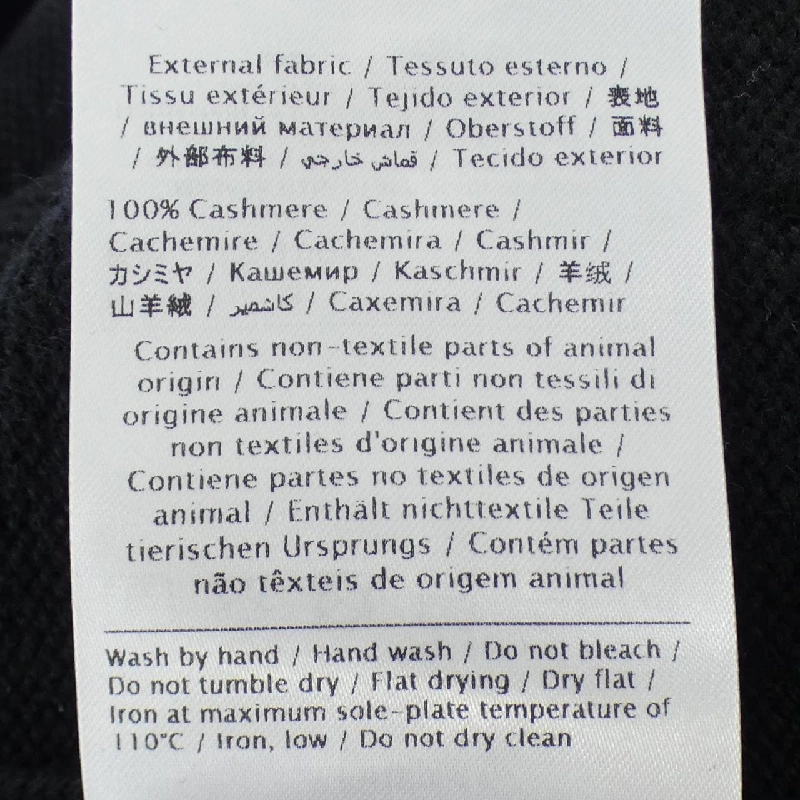 External fabric / Tessuto esterno /
Tissu extérieur / Tejido exterior / 表地
/ внешний материал / Oberstoff / 面料
/ 外部布料 / قماش خارجي / Tecido exterior
100% Cashmere / Cashmere /
Cachemire / Cachemira / Cashmir /
カシミヤ / Кашемир / Kaschmir / 羊绒 /
山羊絨 / كاشمير / Caxemira / Cachemir
Contains non-textile parts of animal
origin / Contiene parti non tessili di
origine animale / Contient des parties
non textiles d'origine animale /
Contiene partes no textiles de origen
animal / Enthält nichttextile Teile
tierischen Ursprungs / Contém partes
não têxteis de origem animal
Wash by hand / Hand wash / Do not bleach /
Do not tumble dry / Flat drying / Dry flat /
Iron at maximum sole-plate temperature of
110°C / Iron, low / Do not dry clean